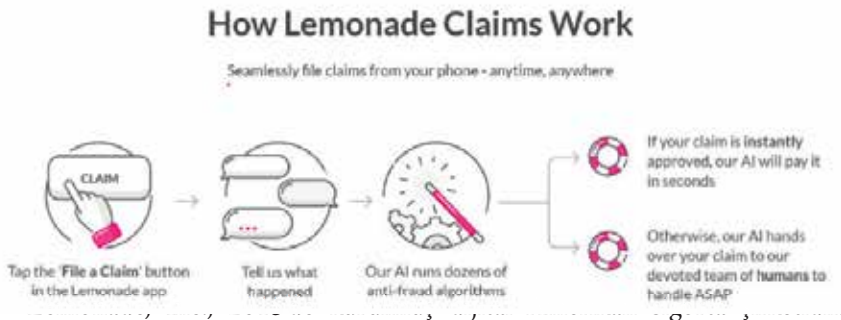 How Lemonade Claims Work
Seamlessly file claims from your phone - anytime, anywhere
CLAIM
Tap the 'File a Claim' button
in the Lemonade app
Tell us what
happened
Our AI runs dozens of
anti-fraud algorithms
If your claim is instantly
approved, our AI will pay it
in seconds
Otherwise, our AI hands
over your claim to our
devoted team of humans to
handle ASAP